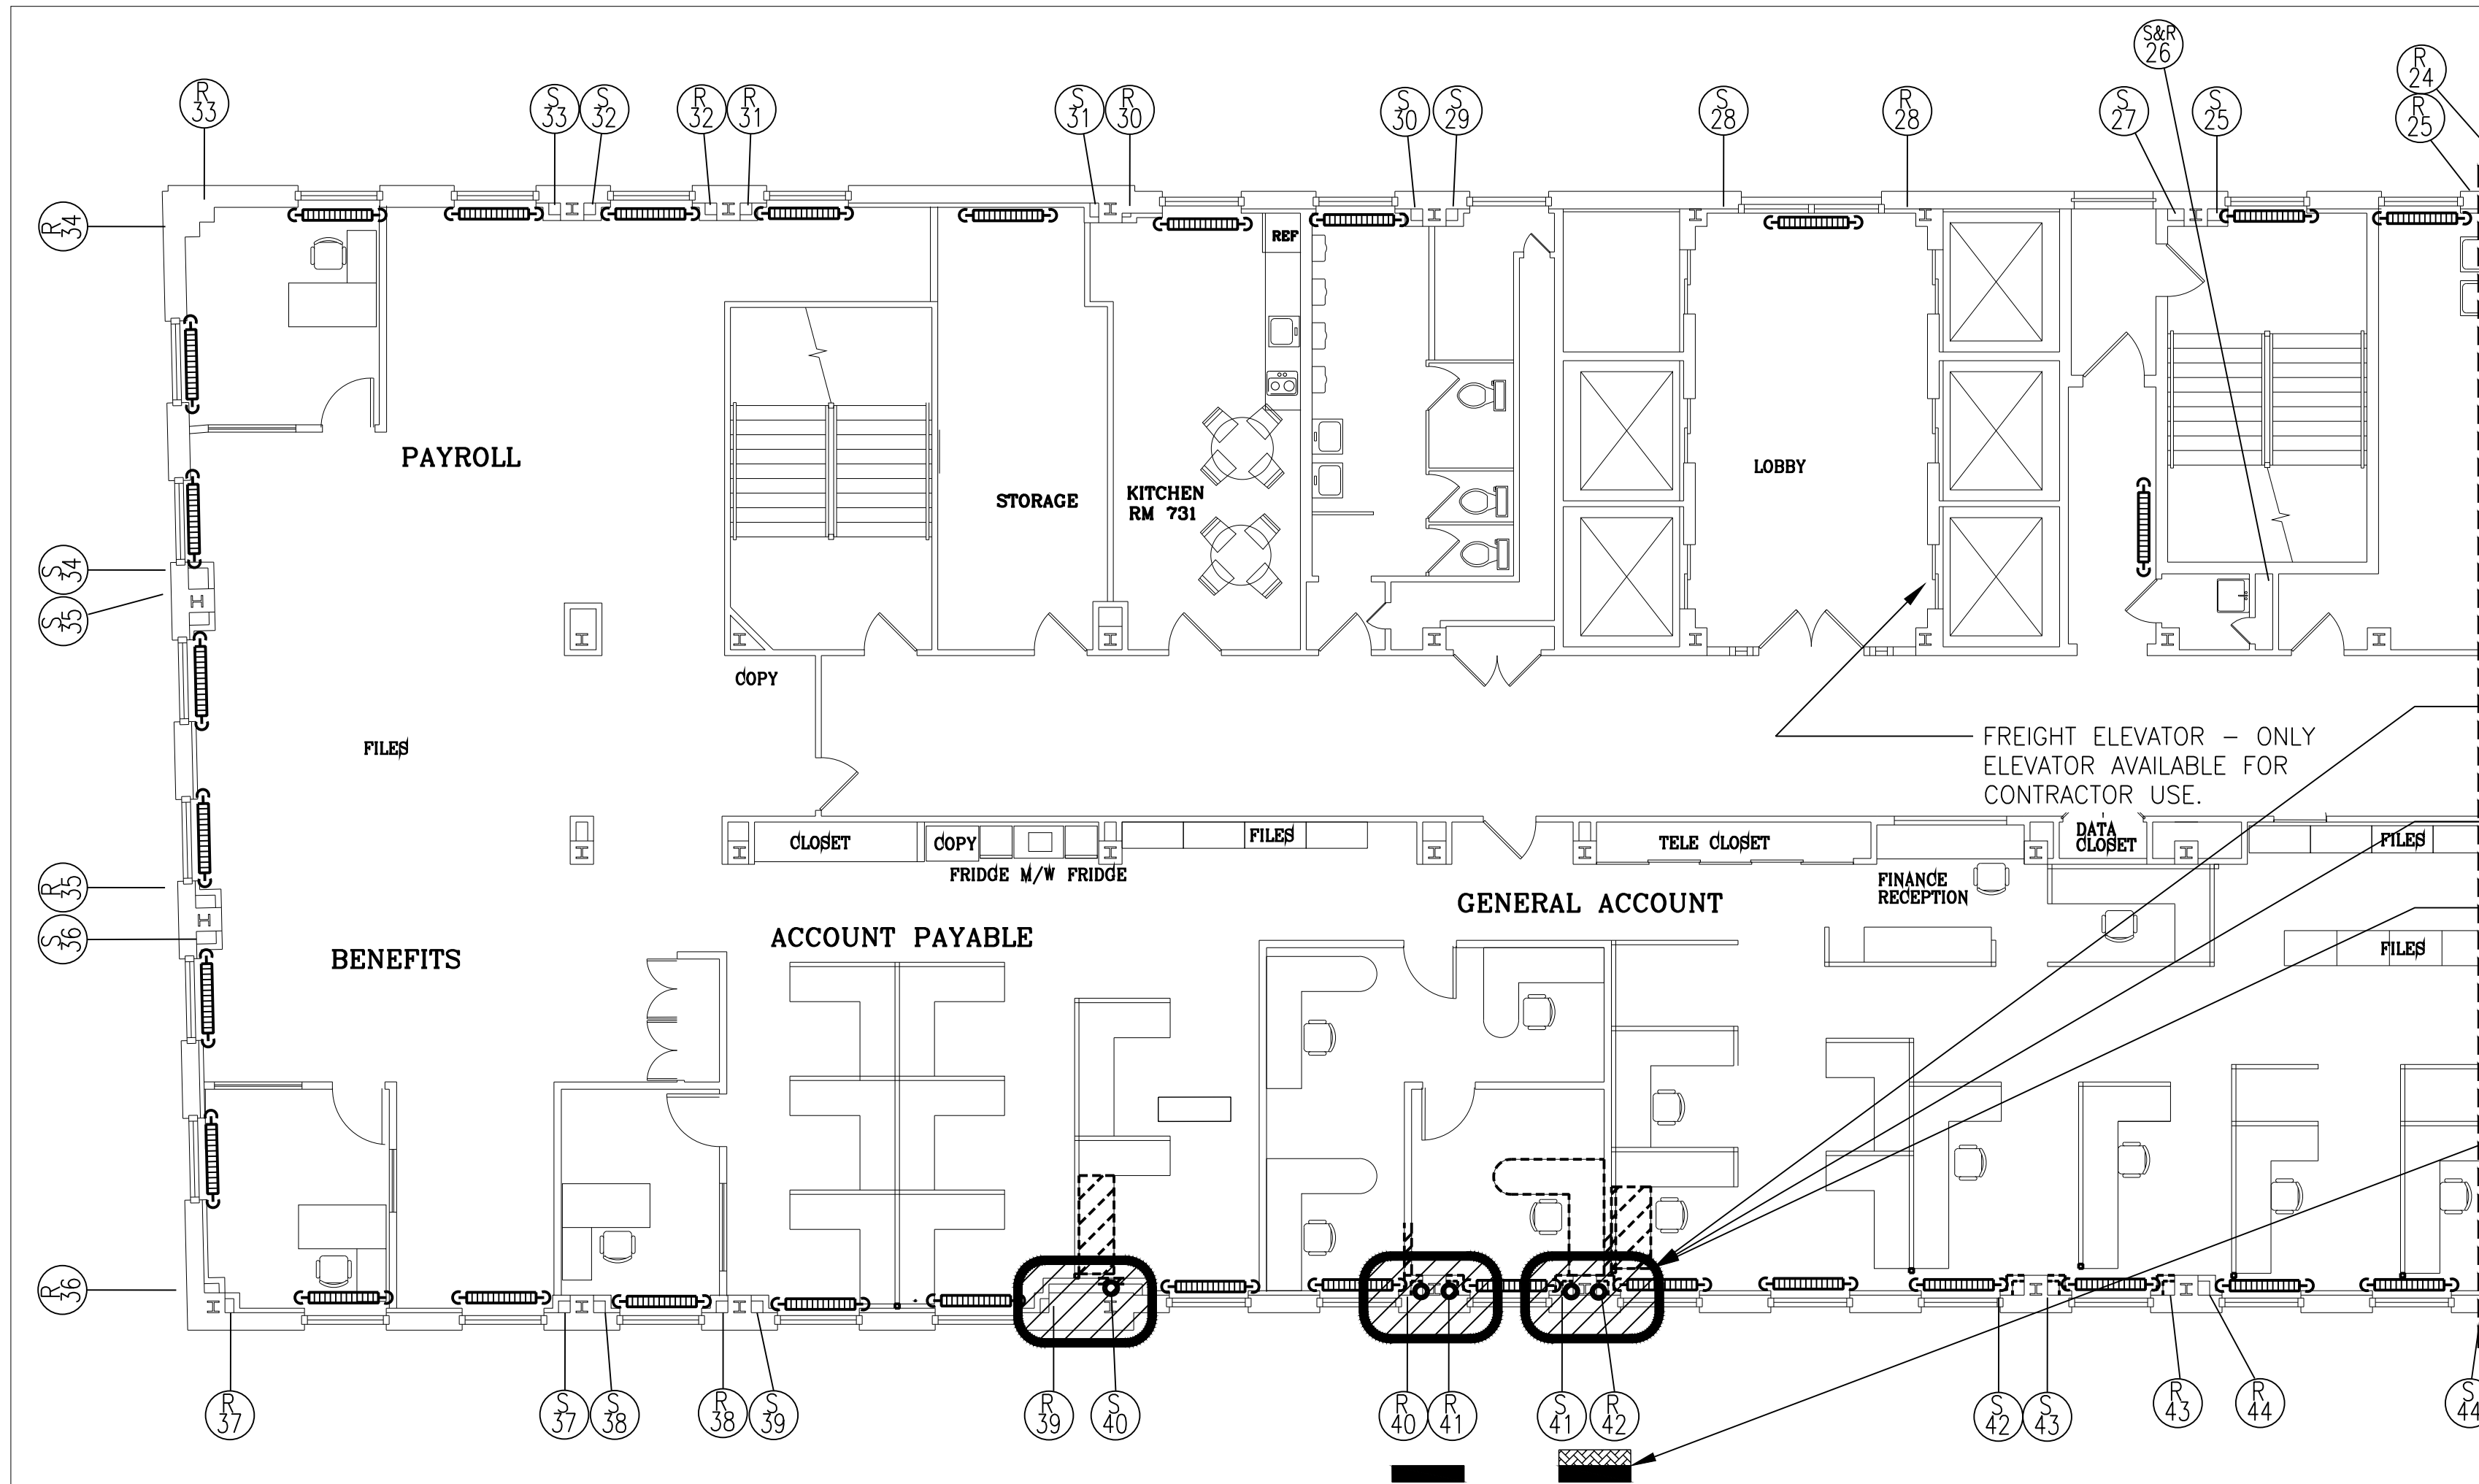 S&R
26
R
24
R
33
S
33
S
32
R
32
R
31
S
31
R
30
S
30
S
29
S
28
R
28
S
27
S
25
R
25
R
34
REF
PAYROLL
STORAGE
KITCHEN
RM 731
LOBBY
S
34
S
35
COPY
FILES
FREIGHT ELEVATOR – ONLY
ELEVATOR AVAILABLE FOR
CONTRACTOR USE.
CLOSET
COPY
FILES
TELE CLOSET
DATA
CLOSET
FILES
FRIDGE M/W FRIDGE
R
35
FINANCE
RECEPTION
GENERAL ACCOUNT
S
36
ACCOUNT PAYABLE
FILES
BENEFITS
R
36
R
37
S
37
S
38
R
38
S
39
R
39
S
40
R
40
R
41
S
41
R
42
S
42
S
43
R
43
R
44
S
44